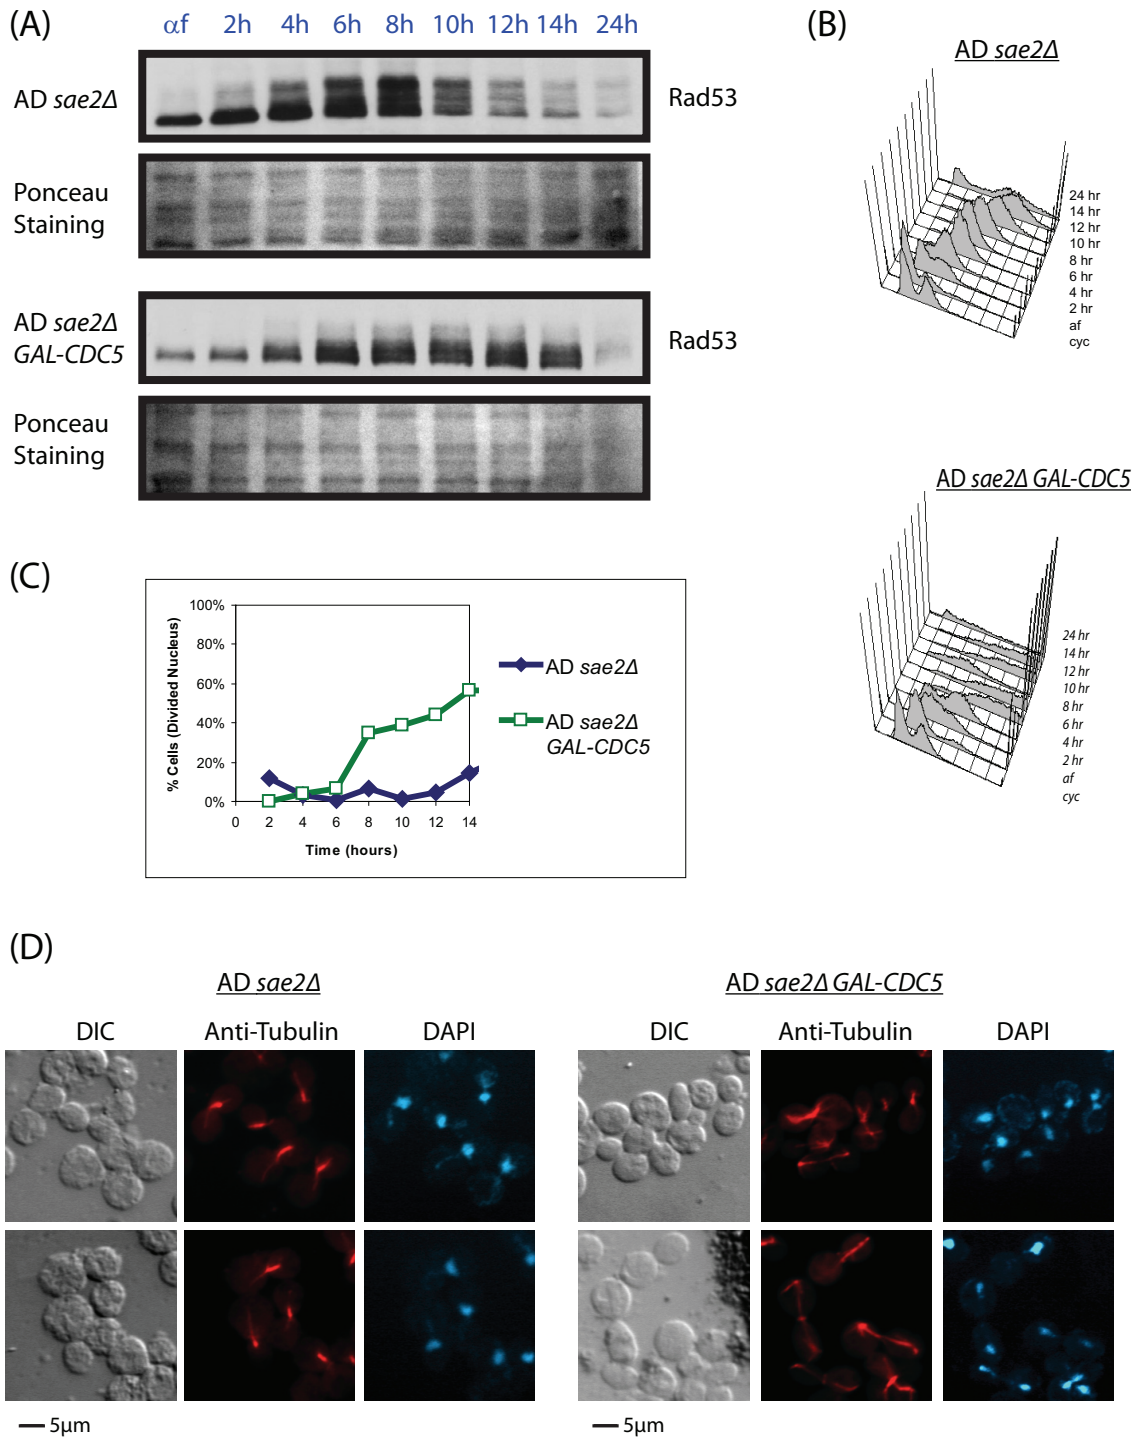 (A)
αf 2h 4h 6h 8h 10h 12h 14h 24h
AD sae2Δ
Rad53
Ponceau
Staining
AD sae2Δ
GAL-CDC5
Rad53
Ponceau
Staining
(B)
AD sae2Δ
24 hr
14 hr
12 hr
10 hr
8 hr
6 hr
4 hr
2 hr
af
cyc
AD sae2Δ GAL-CDC5
24 hr
14 hr
12 hr
10 hr
8 hr
6 hr
4 hr
2 hr
af
cyc
(C)
% Cells (Divided Nucleus)
100%
80%
60%
40%
20%
0%
0 2 4 6 8 10 12 14
Time (hours)
AD sae2Δ
AD sae2Δ
GAL-CDC5
(D)
AD sae2Δ
DIC Anti-Tubulin DAPI
5μm
AD sae2Δ GAL-CDC5
DIC Anti-Tubulin DAPI
5μm